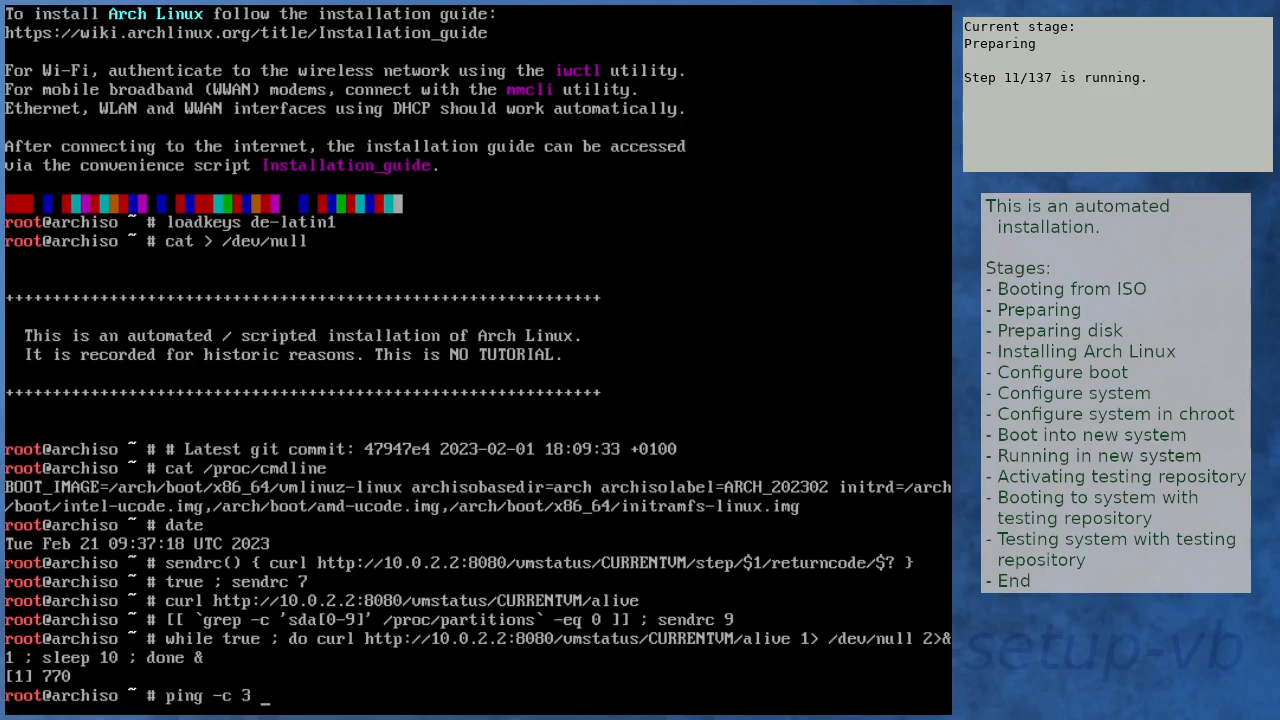 To install Arch Linux follow the installation guide:
https://wiki.archlinux.org/title/Installation_guide
For Wi-Fi, authenticate to the wireless network using the iwctl utility.
For mobile broadband (WWAN) modems, connect with the mmcli utility.
Ethernet, WLAN and WWAN interfaces using DHCP should work automatically.
After connecting to the internet, the installation guide can be accessed
via the convenience script Installation_guide.
root@archiso ~ # loadkeys de-latin1
root@archiso ~ # cat > /dev/null
+++++++++++++++++++++++++++++++++++++++++++++++++++++++++++++++
This is an automated / scripted installation of Arch Linux.
It is recorded for historic reasons. This is NO TUTORIAL.
+++++++++++++++++++++++++++++++++++++++++++++++++++++++++++++++
root@archiso ~ # # Latest git commit: 47947e4 2023-02-01 18:09:33 +0100
root@archiso ~ # cat /proc/cmdline
BOOT_IMAGE=/arch/boot/x86_64/vmlinuz-linux archisobasedir=arch archisolabel=ARCH_202302 initrd=/arch
/boot/intel-ucode.img,/arch/boot/amd-ucode.img,/arch/boot/x86_64/initramfs-linux.img
root@archiso ~ # date
Tue Feb 21 09:37:18 UTC 2023
root@archiso ~ # sendrc() { curl http://10.0.2.2:8080/vmstatus/CURRENTVM/step/$1/returncode/$? }
root@archiso ~ # true ; sendrc 7
root@archiso ~ # curl http://10.0.2.2:8080/vmstatus/CURRENTVM/alive
root@archiso ~ # [[ `grep -c 'sda[0-9]' /proc/partitions` -eq 0 ]] ; sendrc 9
root@archiso ~ # while true ; do curl http://10.0.2.2:8080/vmstatus/CURRENTVM/alive 1> /dev/null 2>&
1 ; sleep 10 ; done &
[1] 770
root@archiso ~ # ping -c 3 _
Current stage:
Preparing
Step 11/137 is running.
This is an automated
installation.
Stages:
- Booting from ISO
- Preparing
- Preparing disk
- Installing Arch Linux
- Configure boot
- Configure system
- Configure system in chroot
- Boot into new system
- Running in new system
- Activating testing repository
- Booting to system with
testing repository
- Testing system with testing
repository
- End
setup-vb